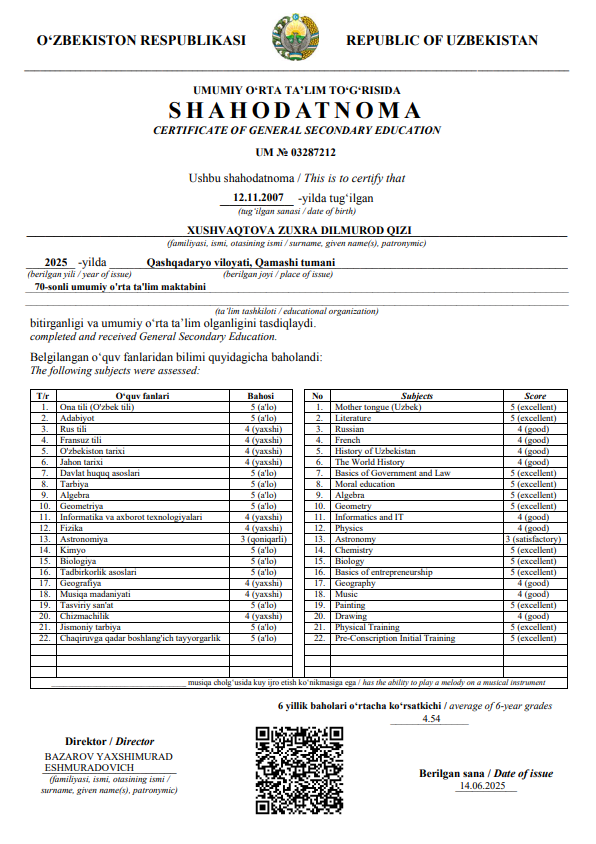 O‘ZBEKISTON RESPUBLIKASI REPUBLIC OF UZBEKISTAN
UMUMIY O‘RTA TA’LIM TO‘G‘RISIDA
SHAHODATNOMA
CERTIFICATE OF GENERAL SECONDARY EDUCATION
UM № 03287212
Ushbu shahodatnoma / This is to certify that
12.11.2007 -yilda tug‘ilgan
(tug‘ilgan sanasi / date of birth)
XUSHVAQTOVA ZUXRA DILMUROD QIZI
(familiyasi, ismi, otasining ismi / surname, given name(s), patronymic)
2025 -yilda Qashqadaryo viloyati, Qamashi tumani
(berilgan yili / year of issue) (berilgan joyi / place of issue)
70-sonli umumiy o'rta ta'lim maktabini
(ta’lim tashkiloti / educational organization)
bitirganligi va umumiy o‘rta ta’lim olganligini tasdiqlaydi.
completed and received General Secondary Education.
Belgilangan o‘quv fanlaridan bilimi quyidagicha baholandi:
The following subjects were assessed:
T/r O‘quv fanlari Bahosi No Subjects Score
1. Ona tili (O'zbek tili) 5 (a'lo) 1. Mother tongue (Uzbek) 5 (excellent)
2. Adabiyot 5 (a'lo) 2. Literature 5 (excellent)
3. Rus tili 4 (yaxshi) 3. Russian 4 (good)
4. Fransuz tili 4 (yaxshi) 4. French 4 (good)
5. O'zbekiston tarixi 4 (yaxshi) 5. History of Uzbekistan 4 (good)
6. Jahon tarixi 4 (yaxshi) 6. The World History 4 (good)
7. Davlat huquq asoslari 5 (a'lo) 7. Basics of Government and Law 5 (excellent)
8. Tarbiya 5 (a'lo) 8. Moral education 5 (excellent)
9. Algebra 5 (a'lo) 9. Algebra 5 (excellent)
10. Geometriya 5 (a'lo) 10. Geometry 5 (excellent)
11. Informatika va axborot texnologiyalari 4 (yaxshi) 11. Informatics and IT 4 (good)
12. Fizika 4 (yaxshi) 12. Physics 4 (good)
13. Astronomiya 3 (qoniqarli) 13. Astronomy 3 (satisfactory)
14. Kimyo 5 (a'lo) 14. Chemistry 5 (excellent)
15. Biologiya 5 (a'lo) 15. Biology 5 (excellent)
16. Tadbirkorlik asoslari 5 (a'lo) 16. Basics of entrepreneurship 5 (excellent)
17. Geografiya 4 (yaxshi) 17. Geography 4 (good)
18. Musiqa madaniyati 4 (yaxshi) 18. Music 4 (good)
19. Tasviriy san'at 5 (a'lo) 19. Painting 5 (excellent)
20. Chizmachilik 4 (yaxshi) 20. Drawing 4 (good)
21. Jismoniy tarbiya 5 (a'lo) 21. Physical Training 5 (excellent)
22. Chaqiruvga qadar boshlang'ich tayyorgarlik 5 (a'lo) 22. Pre-Conscription Initial Training 5 (excellent)
musiqa cholg‘usida kuy ijro etish ko‘nikmasiga ega / has the ability to play a melody on a musical instrument
6 yillik baholari o‘rtacha ko‘rsatkichi / average of 6-year grades
4.54
Direktor / Director
BAZAROV YAXSHIMURAD
ESHMURADOVICH
(familiyasi, ismi, otasining ismi /
surname, given name(s), patronymic)
Berilgan sana / Date of issue
14.06.2025